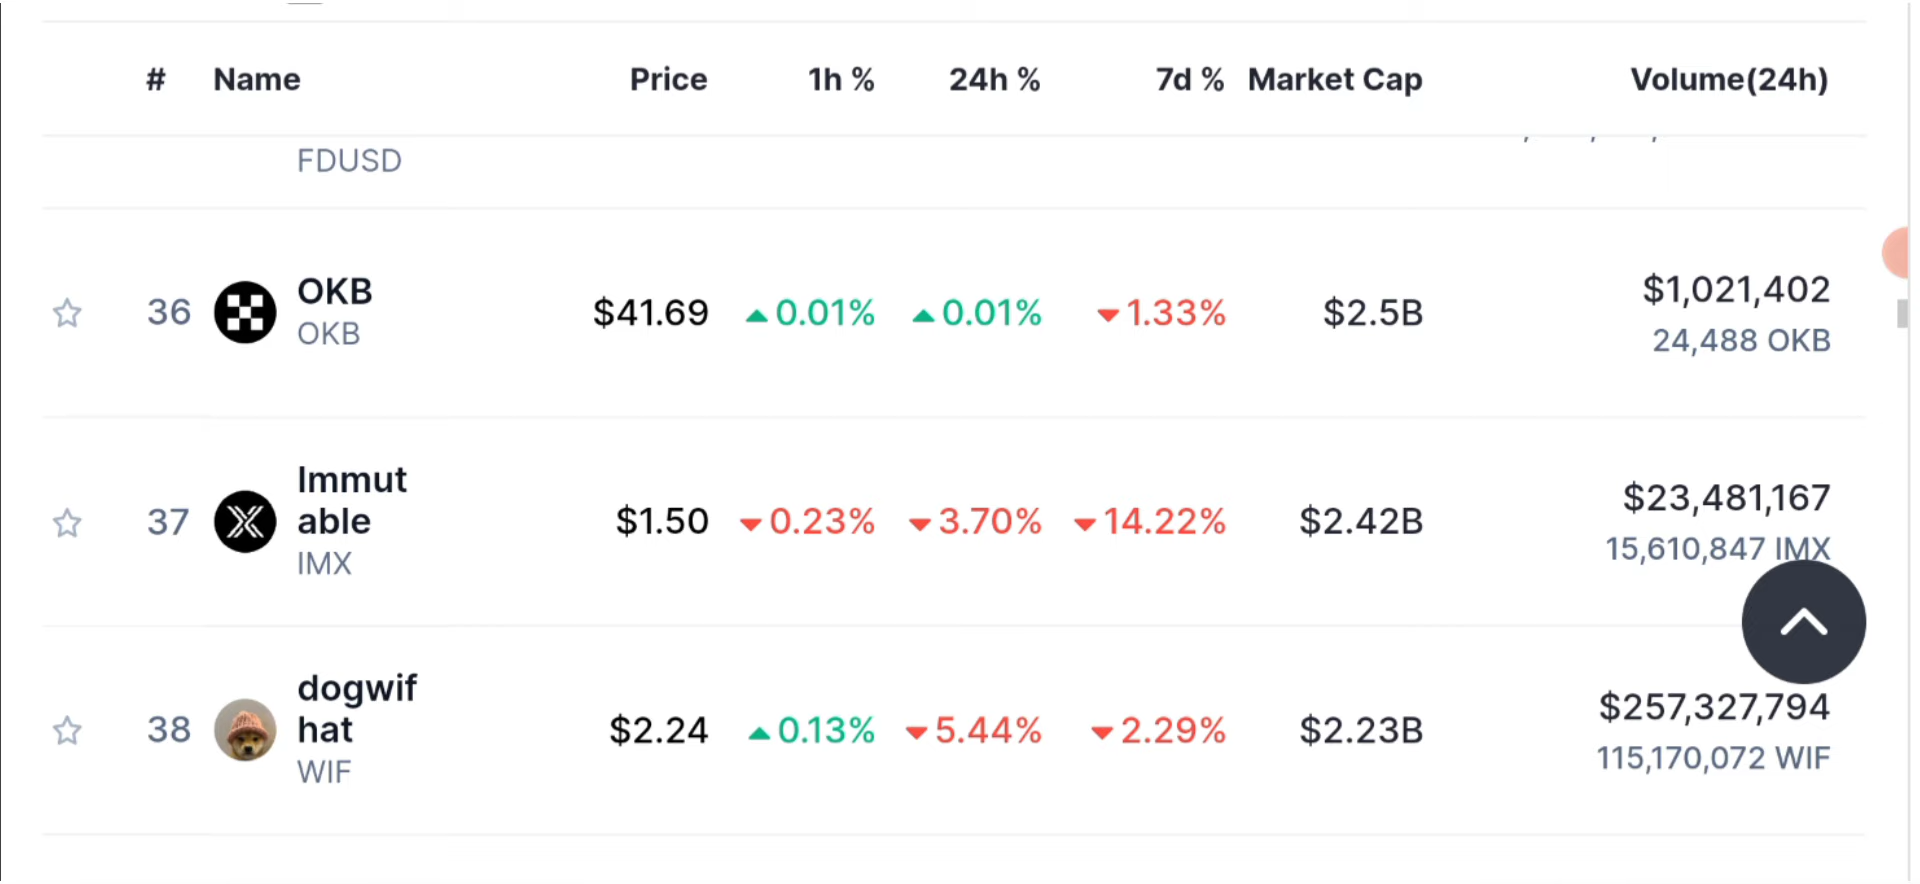 # Name Price 1h % 24h % 7d % Market Cap Volume(24h)
FDUSD
36 OKB $41.69 ▲ 0.01% ▲ 0.01% ▼ 1.33% $2.5B $1,021,402
OKB 24,488 OKB
Immut
37 able $1.50 ▼ 0.23% ▼ 3.70% ▼ 14.22% $2.42B $23,481,167
IMX 15,610,847 IMX
dogwif
38 hat $2.24 ▲ 0.13% ▼ 5.44% ▼ 2.29% $2.23B $257,327,794
WIF 115,170,072 WIF